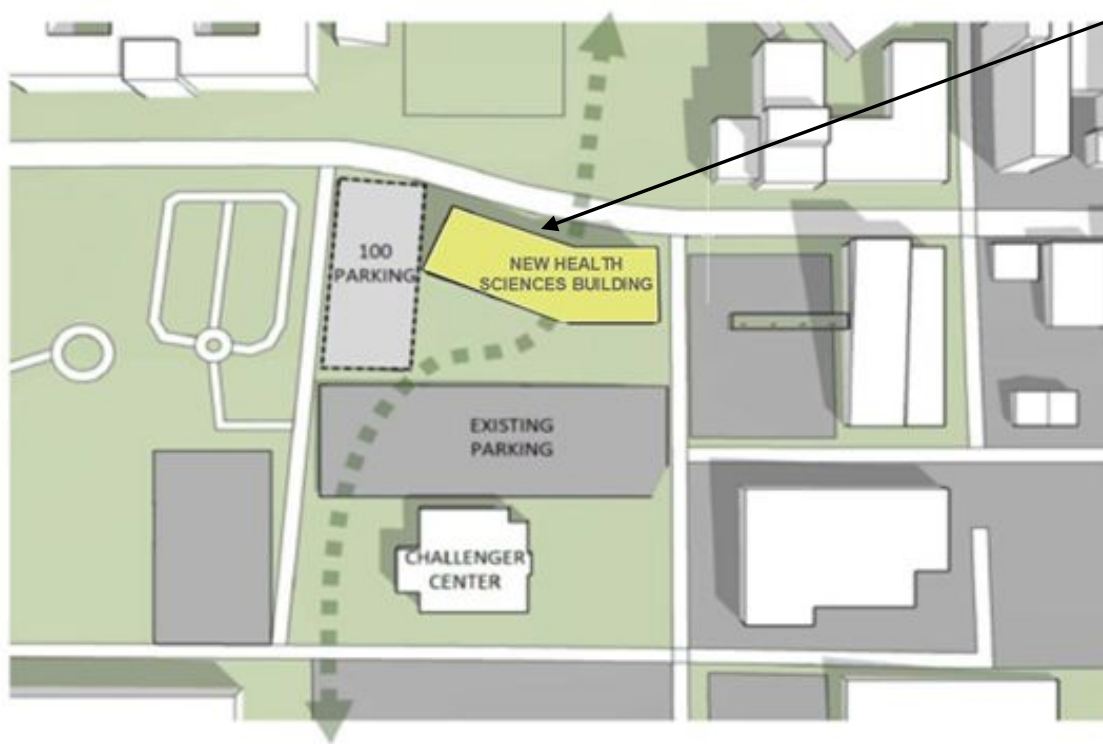 100
PARKING
NEW HEALTH
SCIENCES BUILDING
EXISTING
PARKING
CHALLENGER
CENTER